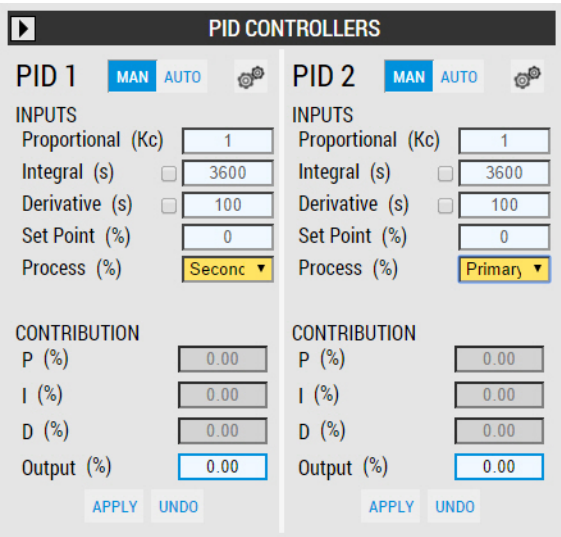 PID CONTROLLERS
PID 1 MAN AUTO
INPUTS
Proportional (Kc) 1
Integral (s) 3600
Derivative (s) 100
Set Point (%) 0
Process (%) Second
CONTRIBUTION
P (%) 0.00
I (%) 0.00
D (%) 0.00
Output (%) 0.00
APPLY UNDO
PID 2 MAN AUTO
INPUTS
Proportional (Kc) 1
Integral (s) 3600
Derivative (s) 100
Set Point (%) 0
Process (%) Primary
CONTRIBUTION
P (%) 0.00
I (%) 0.00
D (%) 0.00
Output (%) 0.00
APPLY UNDO